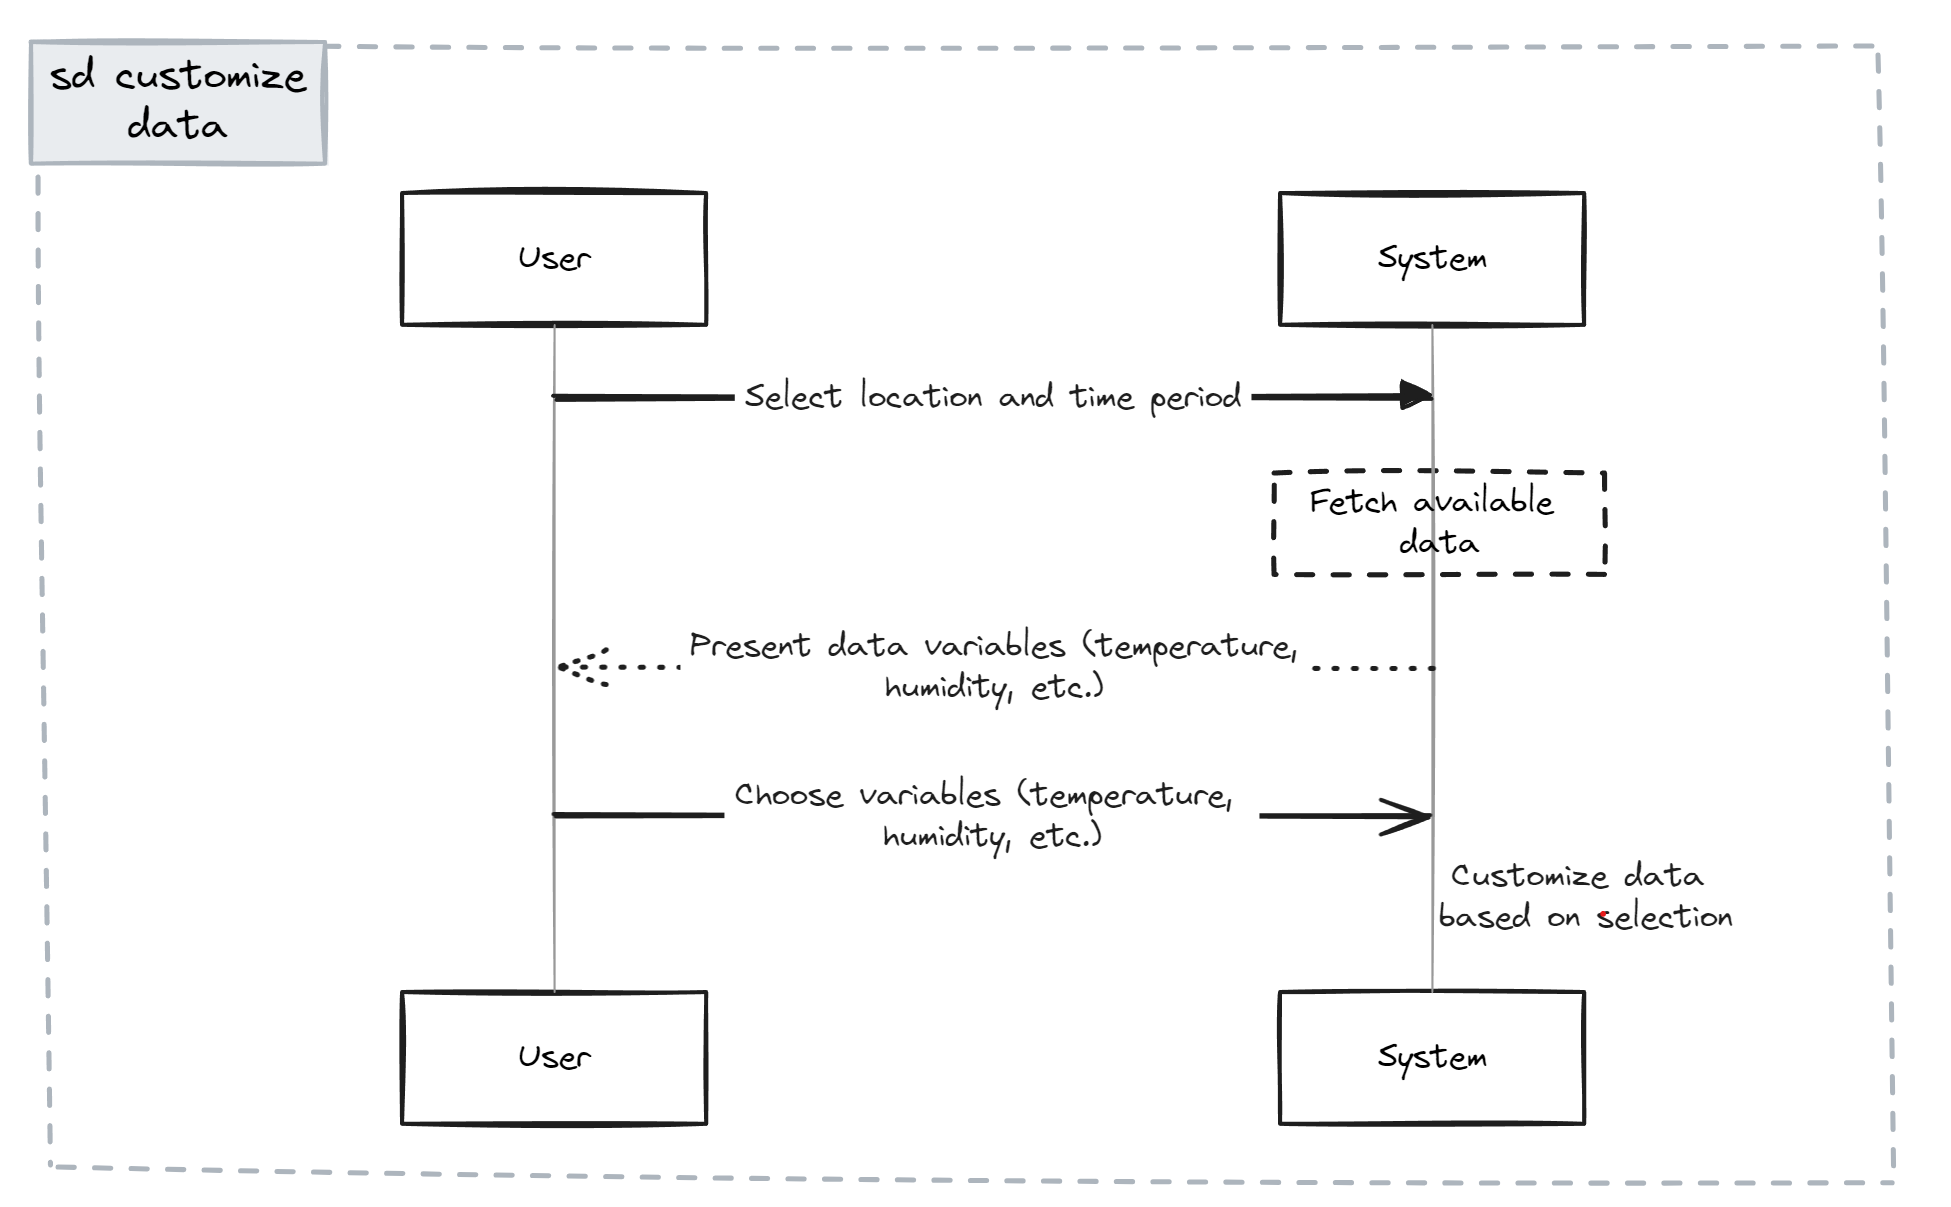 sd customize
data
User
System
Select location and time period
Fetch available
data
Present data variables (temperature,
humidity, etc.)
Choose variables (temperature,
humidity, etc.)
Customize data
based on selection
User
System